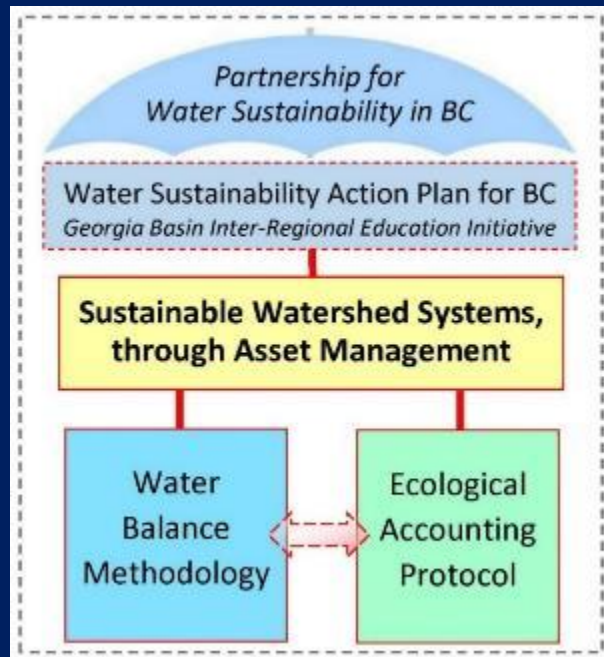 Partnership for
Water Sustainability in BC
Water Sustainability Action Plan for BC
Georgia Basin Inter-Regional Education Initiative
Sustainable Watershed Systems,
through Asset Management
Water
Balance
Methodology
Ecological
Accounting
Protocol